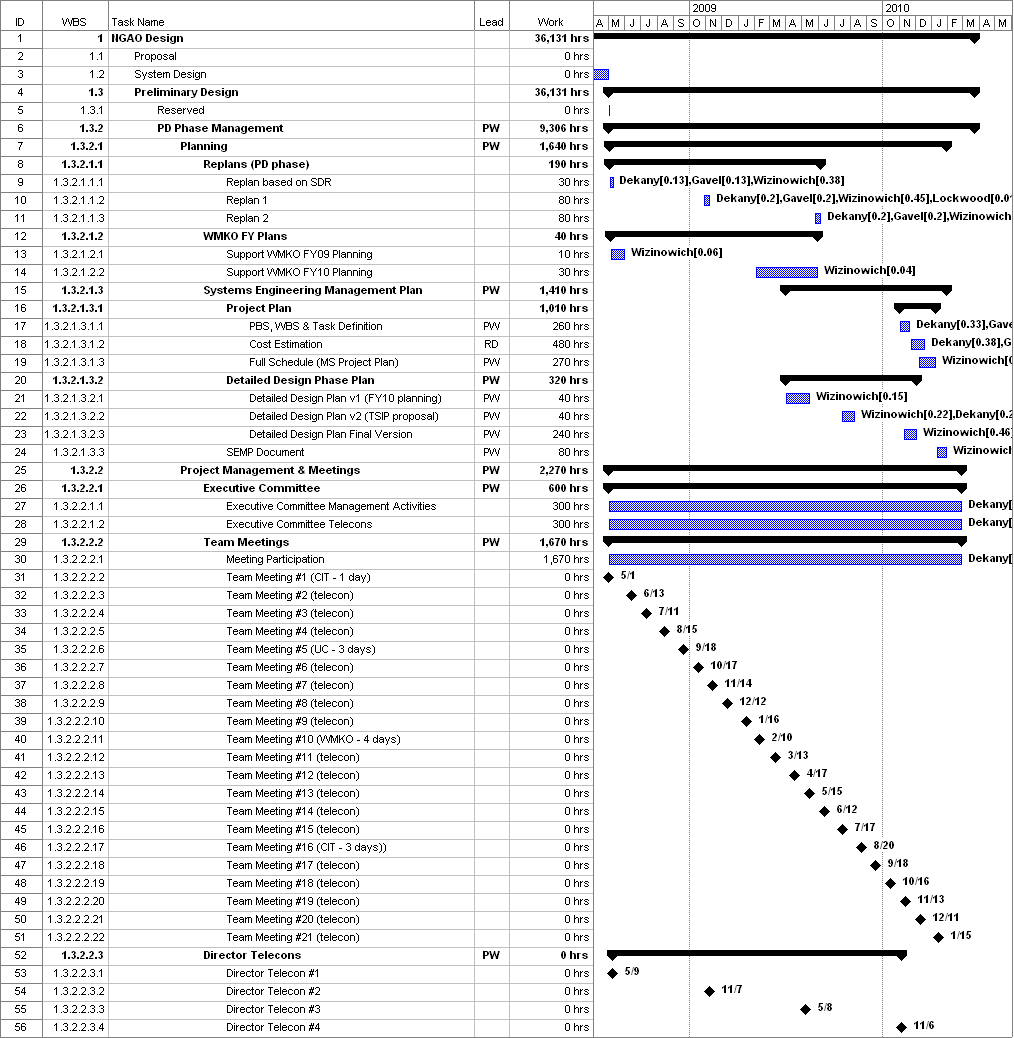 2009 2010
ID WBS Task Name Lead Work A M J J A S O N D J F M A M J J A S O N D J F M A M
1 1 NGAO Design 36,131 hrs
2 1.1 Proposal 0 hrs
3 1.2 System Design 0 hrs
4 1.3 Preliminary Design 36,131 hrs
5 1.3.1 Reserved 0 hrs
6 1.3.2 PD Phase Management PW 9,306 hrs
7 1.3.2.1 Planning PW 1,640 hrs
8 1.3.2.1.1 Replans (PD phase) 190 hrs
9 1.3.2.1.1.1 Replan based on SDR 30 hrs Dekany[0.13],Gavel[0.13],Wizinowich[0.38]
10 1.3.2.1.1.2 Replan 1 80 hrs Dekany[0.2],Gavel[0.2],Wizinowich[0.45],Lockwood[0.0
11 1.3.2.1.1.3 Replan 2 80 hrs Dekany[0.2],Gavel[0.2],Wizinowich
12 1.3.2.1.2 WMKO FY Plans 40 hrs
13 1.3.2.1.2.1 Support WMKO FY09 Planning 10 hrs Wizinowich[0.06]
14 1.3.2.1.2.2 Support WMKO FY10 Planning 30 hrs Wizinowich[0.04]
15 1.3.2.1.3 Systems Engineering Management Plan PW 1,410 hrs
16 1.3.2.1.3.1 Project Plan 1,010 hrs
17 1.3.2.1.3.1.1 PBS, WBS & Task Definition PW 260 hrs Dekany[0.33],Gave
18 1.3.2.1.3.1.2 Cost Estimation RD 480 hrs Dekany[0.38],G
19 1.3.2.1.3.1.3 Full Schedule (MS Project Plan) PW 270 hrs Wizinowich[0
20 1.3.2.1.3.2 Detailed Design Phase Plan PW 320 hrs
21 1.3.2.1.3.2.1 Detailed Design Plan v1 (FY10 planning) PW 40 hrs Wizinowich[0.15]
22 1.3.2.1.3.2.2 Detailed Design Plan v2 (TSIP proposal) PW 40 hrs Wizinowich[0.22],Dekany[0.2
23 1.3.2.1.3.2.3 Detailed Design Plan Final Version PW 240 hrs Wizinowich[0.46]
24 1.3.2.1.3.3 SEMP Document PW 80 hrs Wizinowich
25 1.3.2.2 Project Management & Meetings PW 2,270 hrs
26 1.3.2.2.1 Executive Committee PW 600 hrs
27 1.3.2.2.1.1 Executive Committee Management Activities 300 hrs Dekany[
28 1.3.2.2.1.2 Executive Committee Telecons 300 hrs Dekany[
29 1.3.2.2.2 Team Meetings PW 1,670 hrs
30 1.3.2.2.2.1 Meeting Participation 1,670 hrs Dekany[
31 1.3.2.2.2.2 Team Meeting #1 (CIT - 1 day) 0 hrs 5/1
32 1.3.2.2.2.3 Team Meeting #2 (telecon) 0 hrs 6/13
33 1.3.2.2.2.4 Team Meeting #3 (telecon) 0 hrs 7/11
34 1.3.2.2.2.5 Team Meeting #4 (telecon) 0 hrs 8/15
35 1.3.2.2.2.6 Team Meeting #5 (UC - 3 days) 0 hrs 9/18
36 1.3.2.2.2.7 Team Meeting #6 (telecon) 0 hrs 10/17
37 1.3.2.2.2.8 Team Meeting #7 (telecon) 0 hrs 11/14
38 1.3.2.2.2.9 Team Meeting #8 (telecon) 0 hrs 12/12
39 1.3.2.2.2.10 Team Meeting #9 (telecon) 0 hrs 1/16
40 1.3.2.2.2.11 Team Meeting #10 (WMKO - 4 days) 0 hrs 2/10
41 1.3.2.2.2.12 Team Meeting #11 (telecon) 0 hrs 3/13
42 1.3.2.2.2.13 Team Meeting #12 (telecon) 0 hrs 4/17
43 1.3.2.2.2.14 Team Meeting #13 (telecon) 0 hrs 5/15
44 1.3.2.2.2.15 Team Meeting #14 (telecon) 0 hrs 6/12
45 1.3.2.2.2.16 Team Meeting #15 (telecon) 0 hrs 7/17
46 1.3.2.2.2.17 Team Meeting #16 (CIT - 3 days)) 0 hrs 8/20
47 1.3.2.2.2.18 Team Meeting #17 (telecon) 0 hrs 9/18
48 1.3.2.2.2.19 Team Meeting #18 (telecon) 0 hrs 10/16
49 1.3.2.2.2.20 Team Meeting #19 (telecon) 0 hrs 11/13
50 1.3.2.2.2.21 Team Meeting #20 (telecon) 0 hrs 12/11
51 1.3.2.2.2.22 Team Meeting #21 (telecon) 0 hrs 1/15
52 1.3.2.2.3 Director Telecons PW 0 hrs
53 1.3.2.2.3.1 Director Telecon #1 0 hrs 5/9
54 1.3.2.2.3.2 Director Telecon #2 0 hrs 11/7
55 1.3.2.2.3.3 Director Telecon #3 0 hrs 5/8
56 1.3.2.2.3.4 Director Telecon #4 0 hrs 11/6